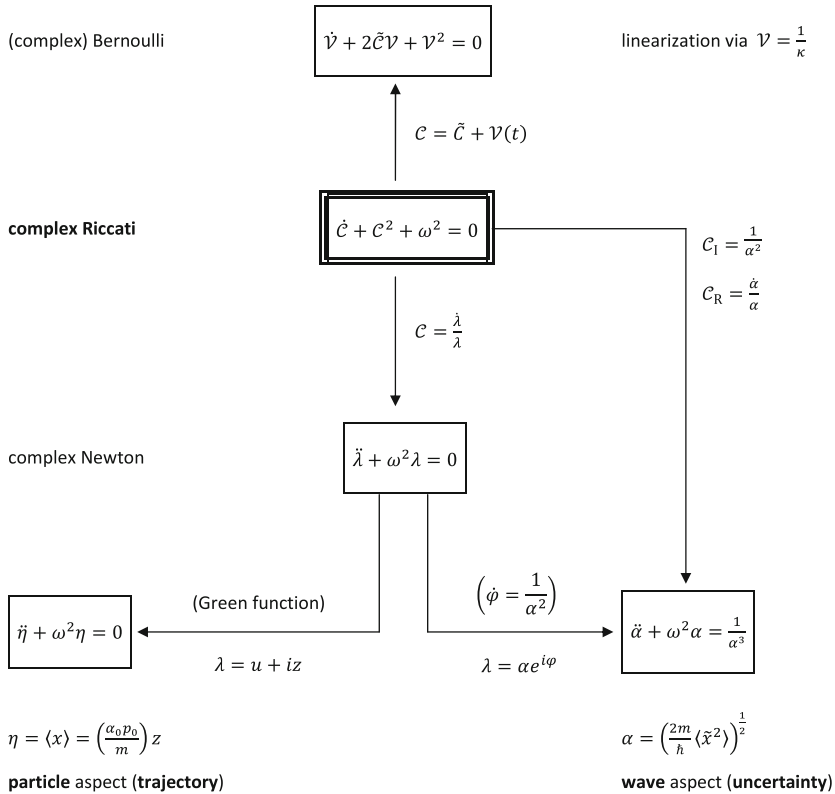 (complex) Bernoulli
𝒱̇ + 2𝒞̃𝒱 + 𝒱² = 0
linearization via 𝒱 = 1/κ
𝒞 = 𝒞̃ + 𝒱(t)
complex Riccati
𝒞̇ + 𝒞² + ω² = 0
𝒞_I = 1/α²
𝒞_R = α̇/α
𝒞 = λ̇/λ
complex Newton
λ̈ + ω²λ = 0
(Green function)
(φ̇ = 1/α²)
η̈ + ω²η = 0
α̈ + ω²α = 1/α³
λ = u + iz
λ = αe^{iφ}
η = ⟨x⟩ = (α₀p₀/m) z
α = (2m/ħ ⟨x̃²⟩)^{1/2}
particle aspect (trajectory)
wave aspect (uncertainty)